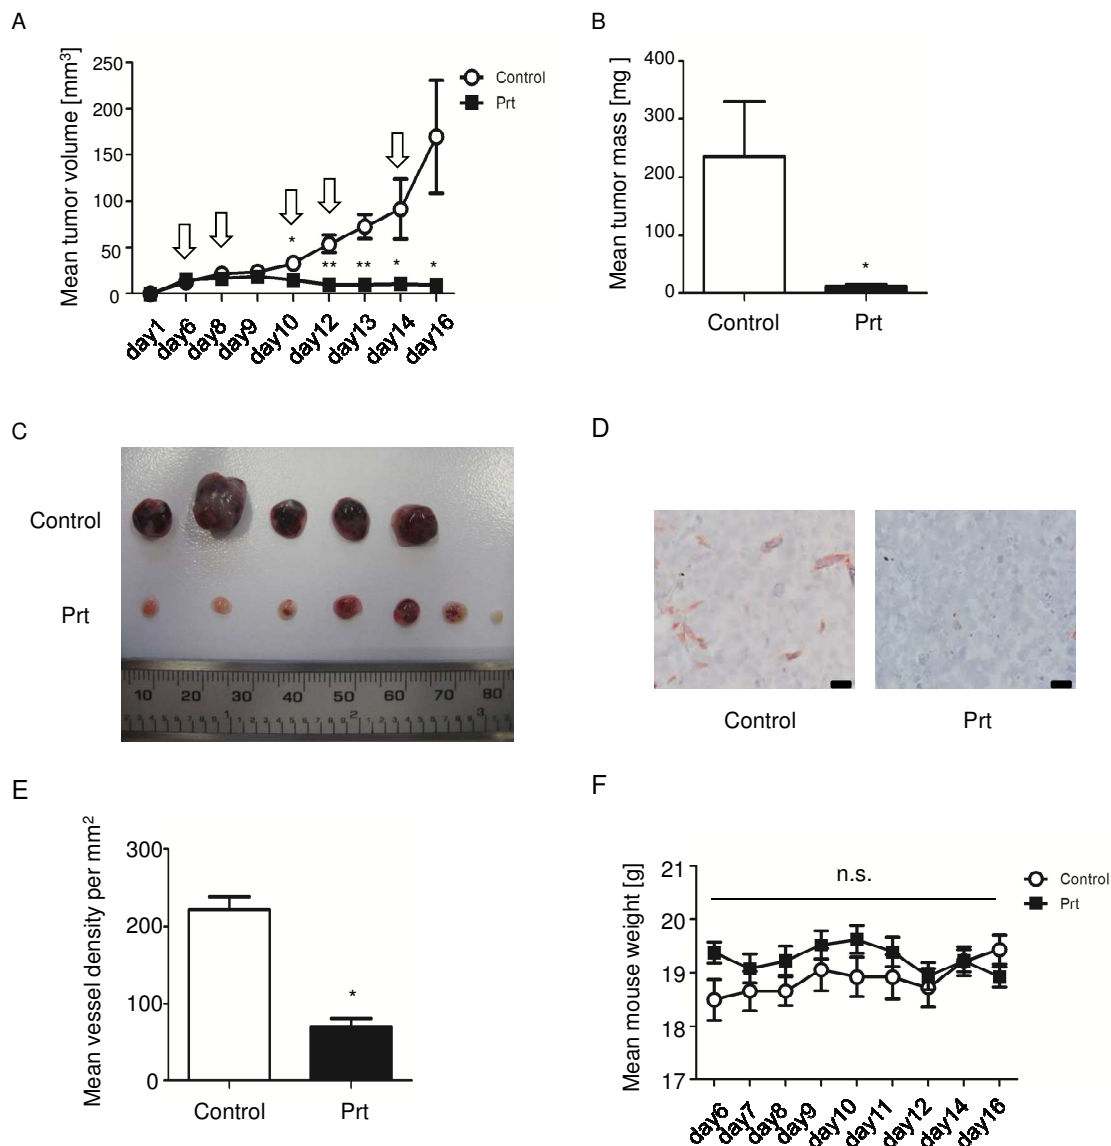 A
Mean tumor volume [mm³]
250
200
150
100
50
0
Control
Prt
*
** ** * *
day1 day6 day8 day9 day10 day12 day13 day14 day16
B
Mean tumor mass [mg ]
400
300
200
100
0
*
Control Prt
C
Control
Prt
10 20 30 40 50 60 70 80
1 2 3
D
Control Prt
E
Mean vessel density per mm²
300
200
100
0
*
Control Prt
F
Mean mouse weight [g]
21
20
19
18
17
n.s.
Control
Prt
day6 day7 day8 day9 day10 day11 day12 day14 day16